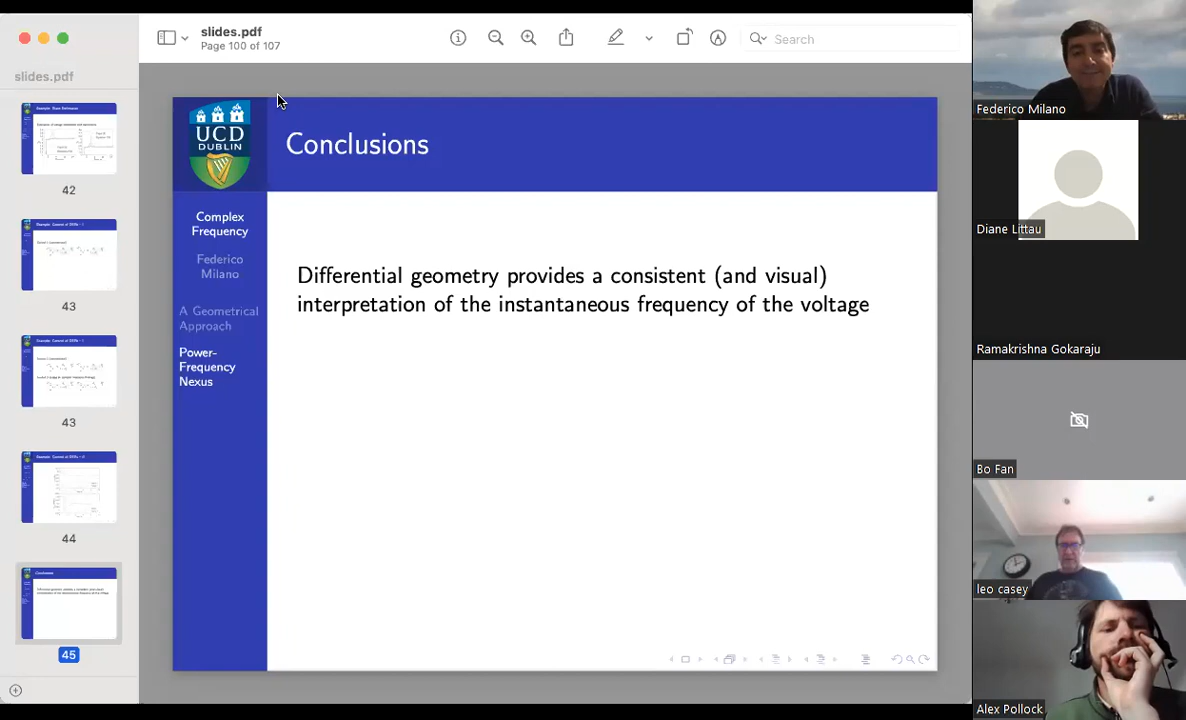 slides.pdf
Page 100 of 107
Search
slides.pdf
42
43
43
44
45
UCD
DUBLIN
Conclusions
Complex
Frequency
Federico
Milano
A Geometrical
Approach
Power-
Frequency
Nexus
Differential geometry provides a consistent (and visual)
interpretation of the instantaneous frequency of the voltage
Federico Milano
Diane Littau
Ramakrishna Gokaraju
Bo Fan
leo casey
Alex Pollock